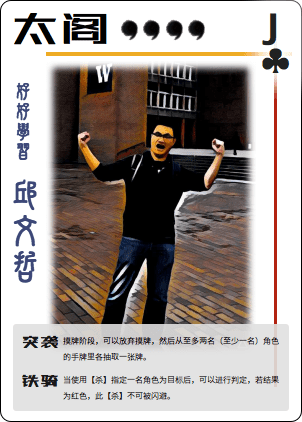 太阁
J
W
好好學習
邱文哲
突袭 摸牌阶段，可以放弃摸牌，然后从至多两名（至少一名）角色
的手牌里各抽取一张牌。
铁骑 当使用【杀】指定一名角色为目标后，可以进行判定，若结果
为红色，此【杀】不可被闪避。